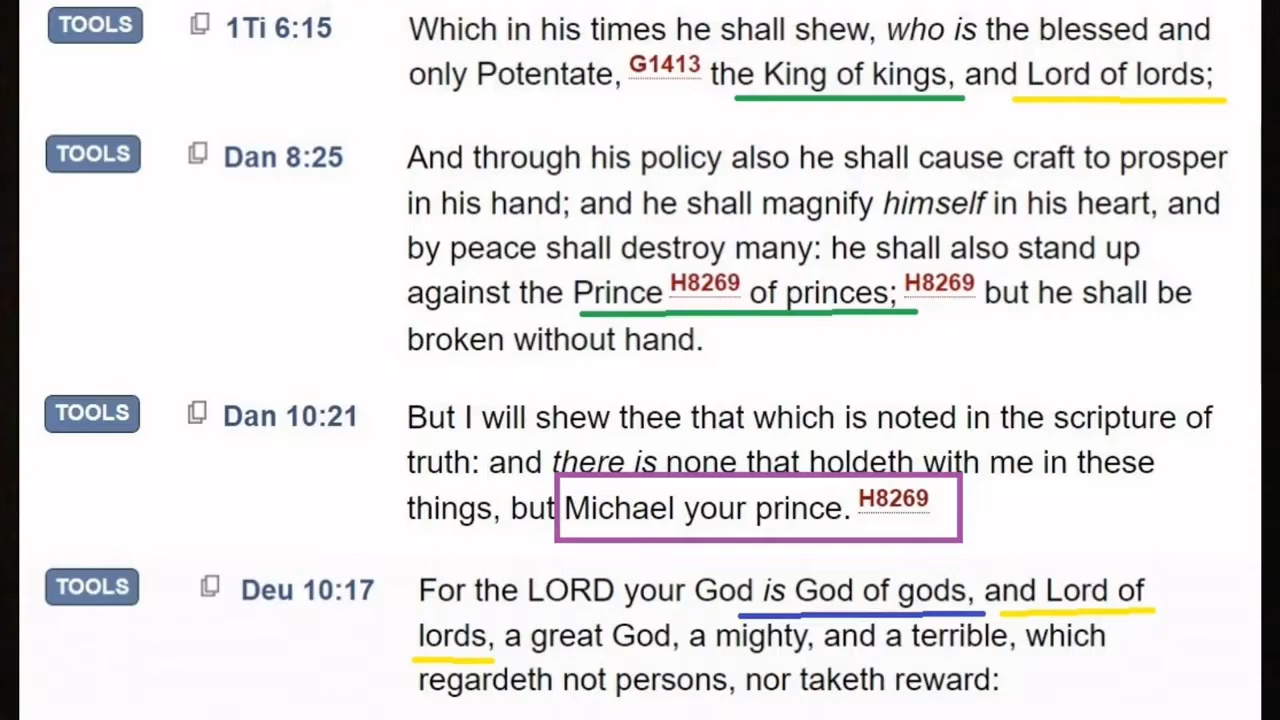 TOOLS 1Ti 6:15 Which in his times he shall shew, who is the blessed and
only Potentate, G1413 the King of kings, and Lord of lords;
TOOLS Dan 8:25 And through his policy also he shall cause craft to prosper
in his hand; and he shall magnify himself in his heart, and
by peace shall destroy many: he shall also stand up
against the Prince H8269 of princes; H8269 but he shall be
broken without hand.
TOOLS Dan 10:21 But I will shew thee that which is noted in the scripture of
truth: and there is none that holdeth with me in these
things, but Michael your prince. H8269
TOOLS Deu 10:17 For the LORD your God is God of gods, and Lord of
lords, a great God, a mighty, and a terrible, which
regardeth not persons, nor taketh reward: